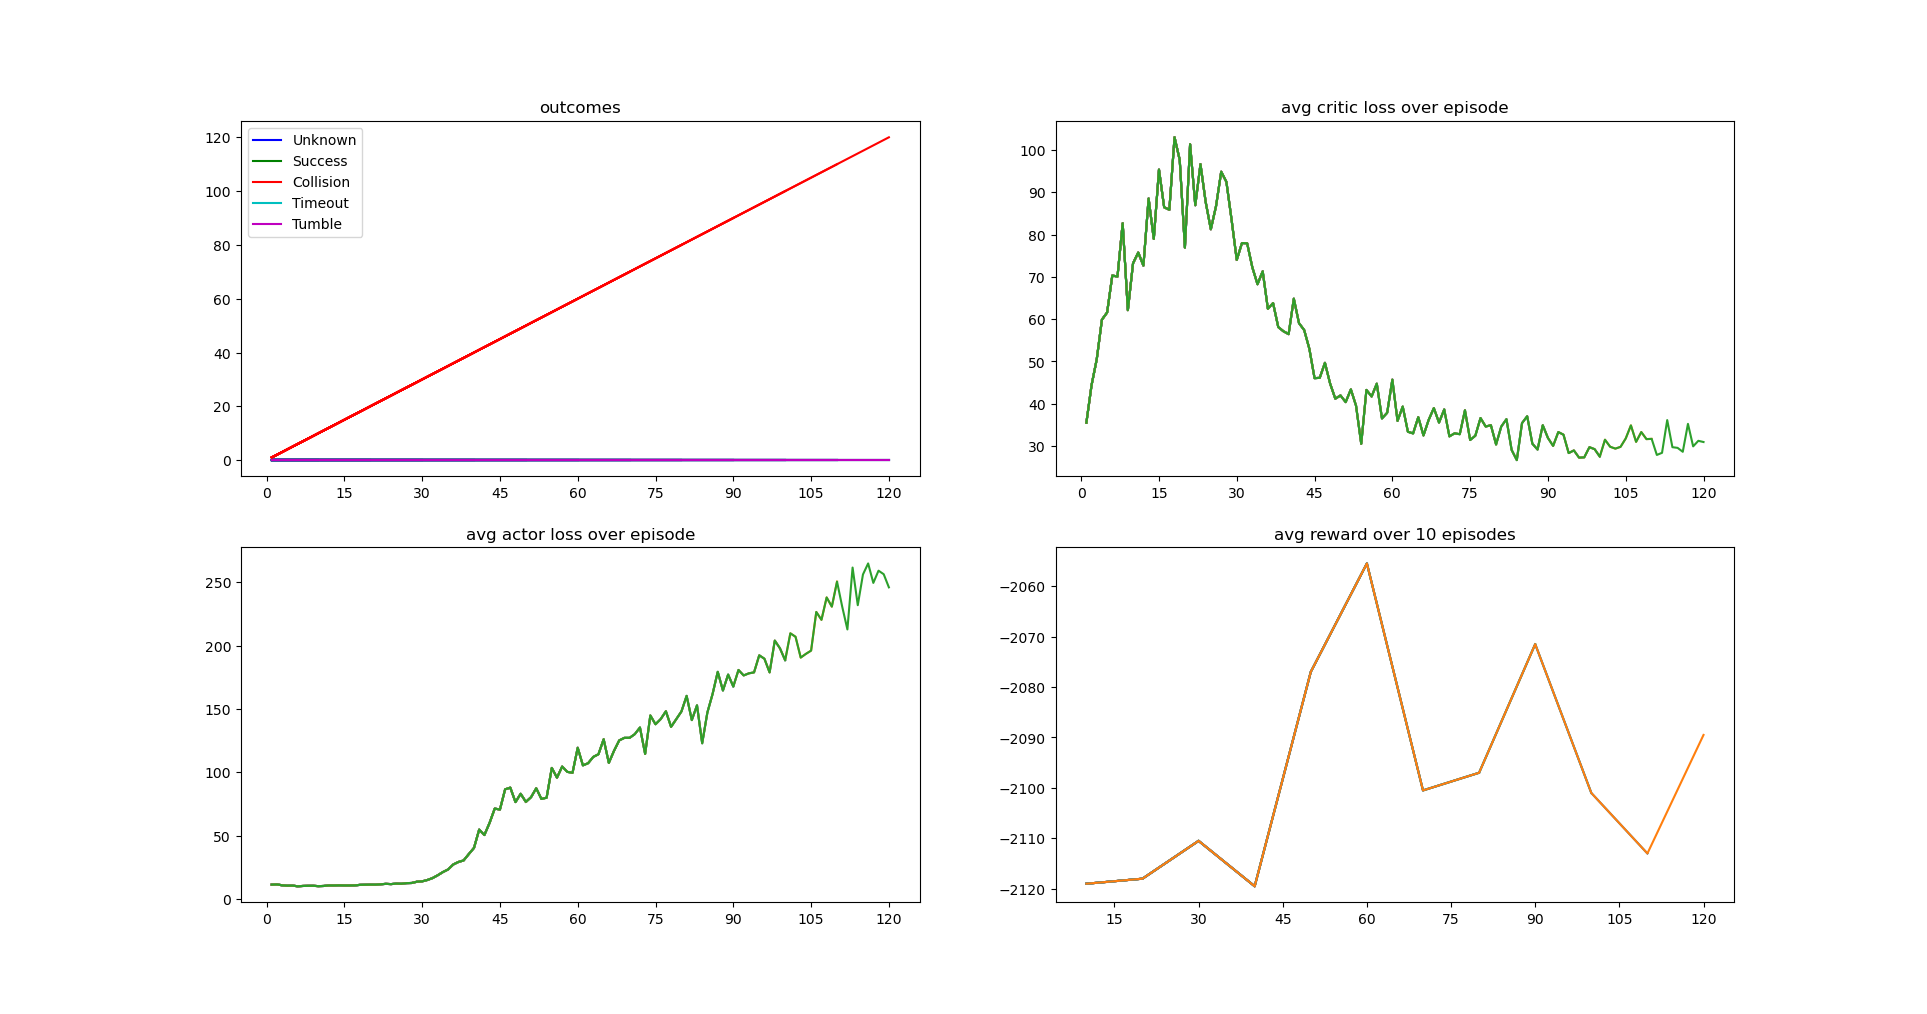 outcomes
120
100
80
60
40
20
0
Unknown
Success
Collision
Timeout
Tumble
0 15 30 45 60 75 90 105 120
avg critic loss over episode
100
90
80
70
60
50
40
30
0 15 30 45 60 75 90 105 120
avg actor loss over episode
250
200
150
100
50
0
0 15 30 45 60 75 90 105 120
avg reward over 10 episodes
−2060
−2070
−2080
−2090
−2100
−2110
−2120
15 30 45 60 75 90 105 120